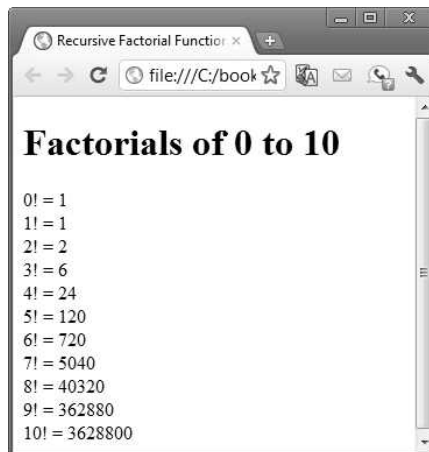 Recursive Factorial Function
file:///C:/book
Factorials of 0 to 10
0! = 1
1! = 1
2! = 2
3! = 6
4! = 24
5! = 120
6! = 720
7! = 5040
8! = 40320
9! = 362880
10! = 3628800